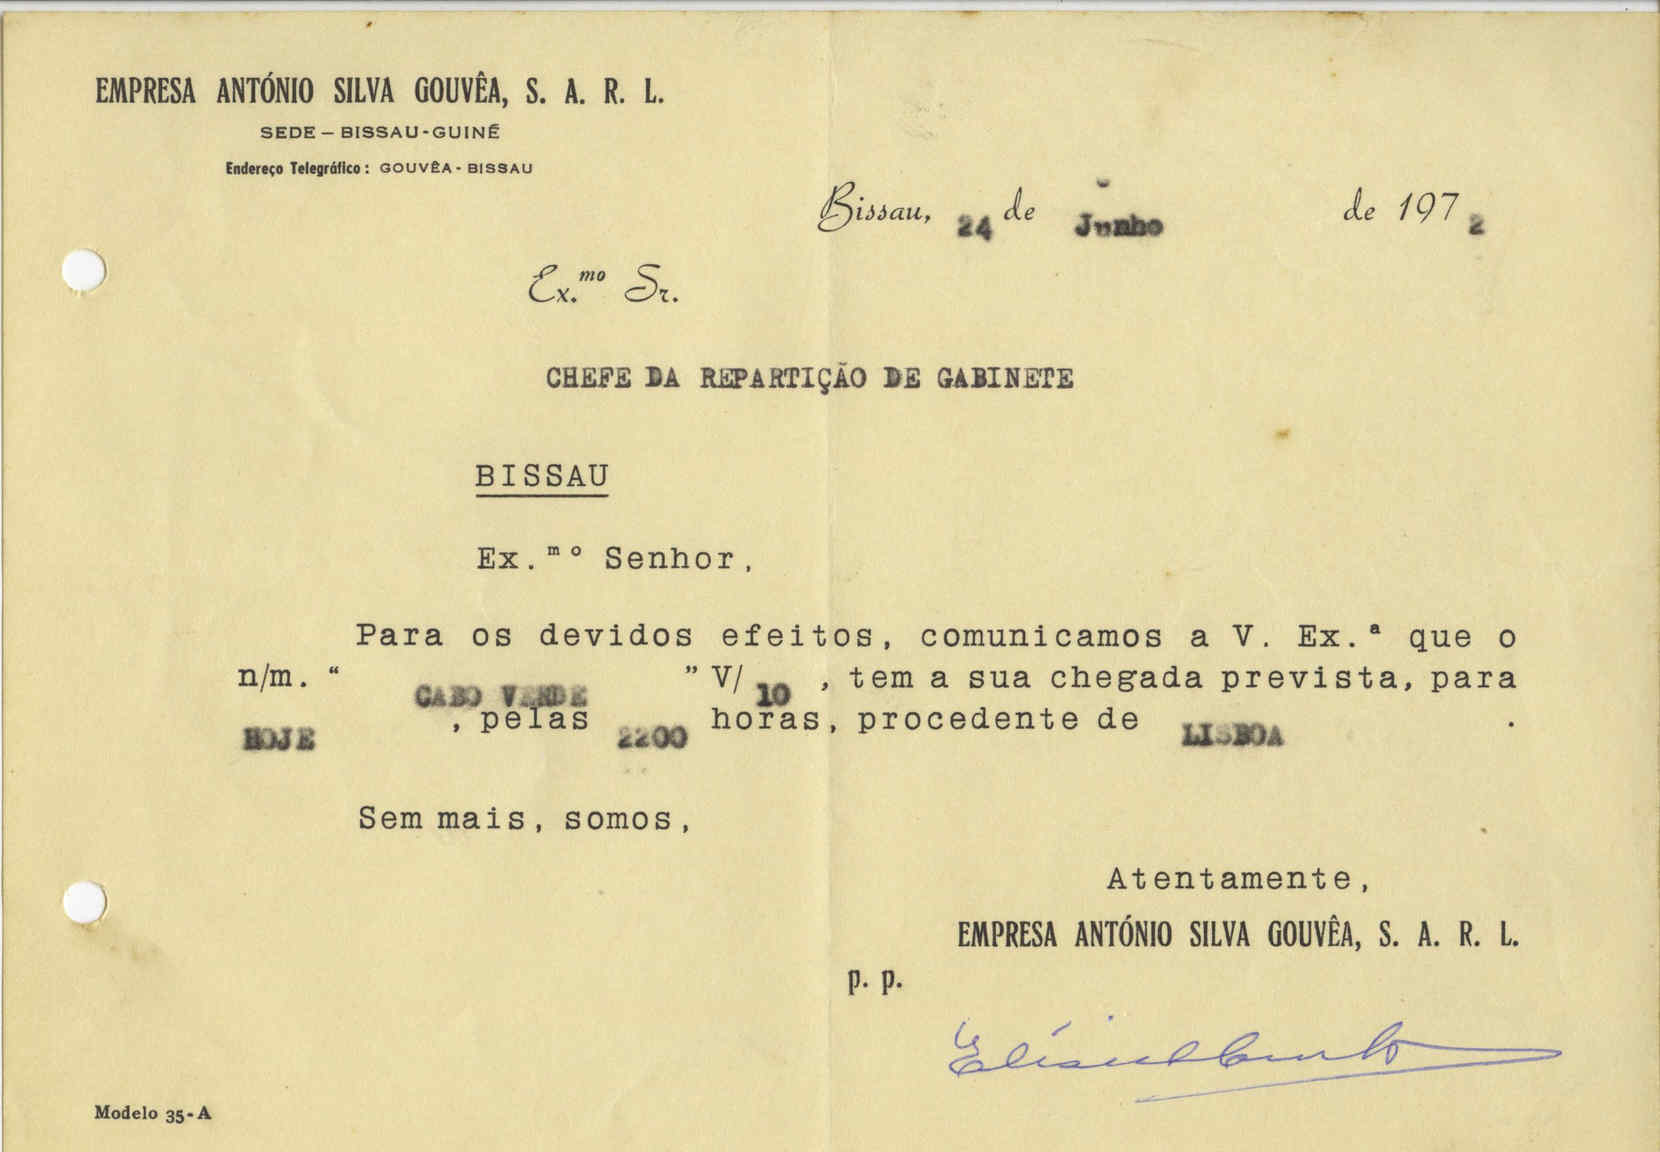 EMPRESA ANTÓNIO SILVA GOUVÊA, S. A. R. L.
SEDE — BISSAU-GUINÉ
Endereço Telegráfico: GOUVÊA - BISSAU
Bissau, 24 de Junho de 1972
Ex.mo Sr.
CHEFE DA REPARTIÇÃO DE GABINETE
BISSAU
Ex.mo Senhor,
Para os devidos efeitos, comunicamos a V. Ex.ª que o
n/m. “ CABO VERDE ” V/ 10 , tem a sua chegada prevista, para
HOJE , pelas 2200 horas, procedente de LISBOA .
Sem mais, somos,
Atentamente,
EMPRESA ANTÓNIO SILVA GOUVÊA, S. A. R. L.
p. p.
Modelo 35-A